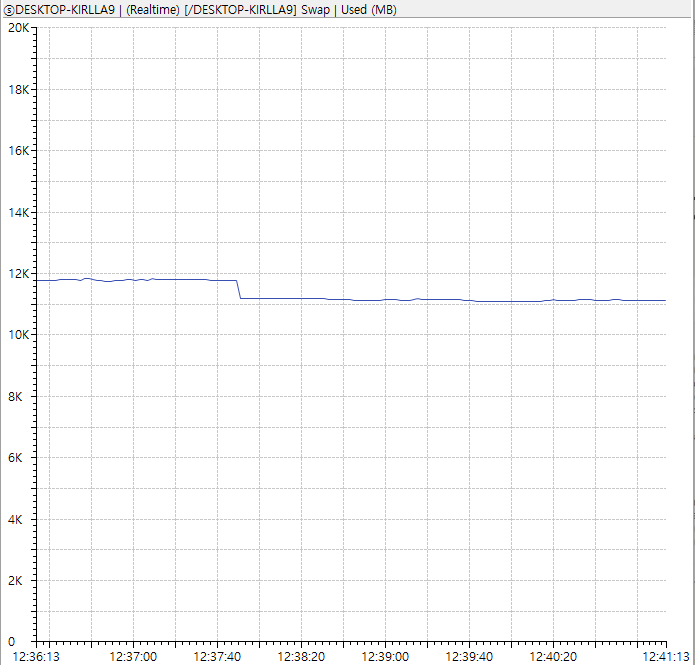 ⓢDESKTOP-KIRLLA9 | (Realtime) [/DESKTOP-KIRLLA9] Swap | Used (MB)
20K
18K
16K
14K
12K
10K
8K
6K
4K
2K
0
12:36:13 12:37:00 12:37:40 12:38:20 12:39:00 12:39:40 12:40:20 12:41:13